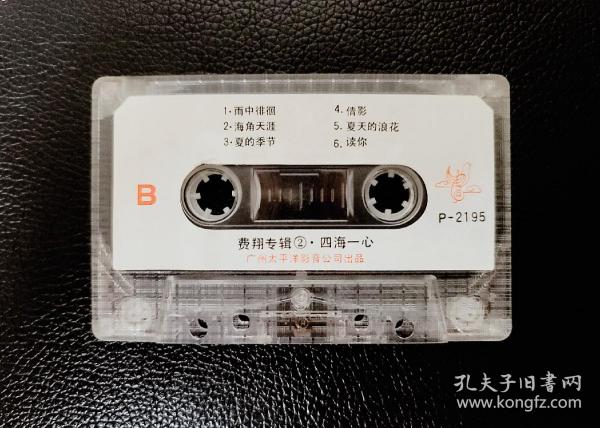 1·雨中徘徊
2·海角天涯
3·夏的季节
4.倩影
5.夏天的浪花
6.读你
B
P-2195
费翔专辑②·四海一心
广州太平洋影音公司出品
孔夫子旧書网
www.kongfz.com